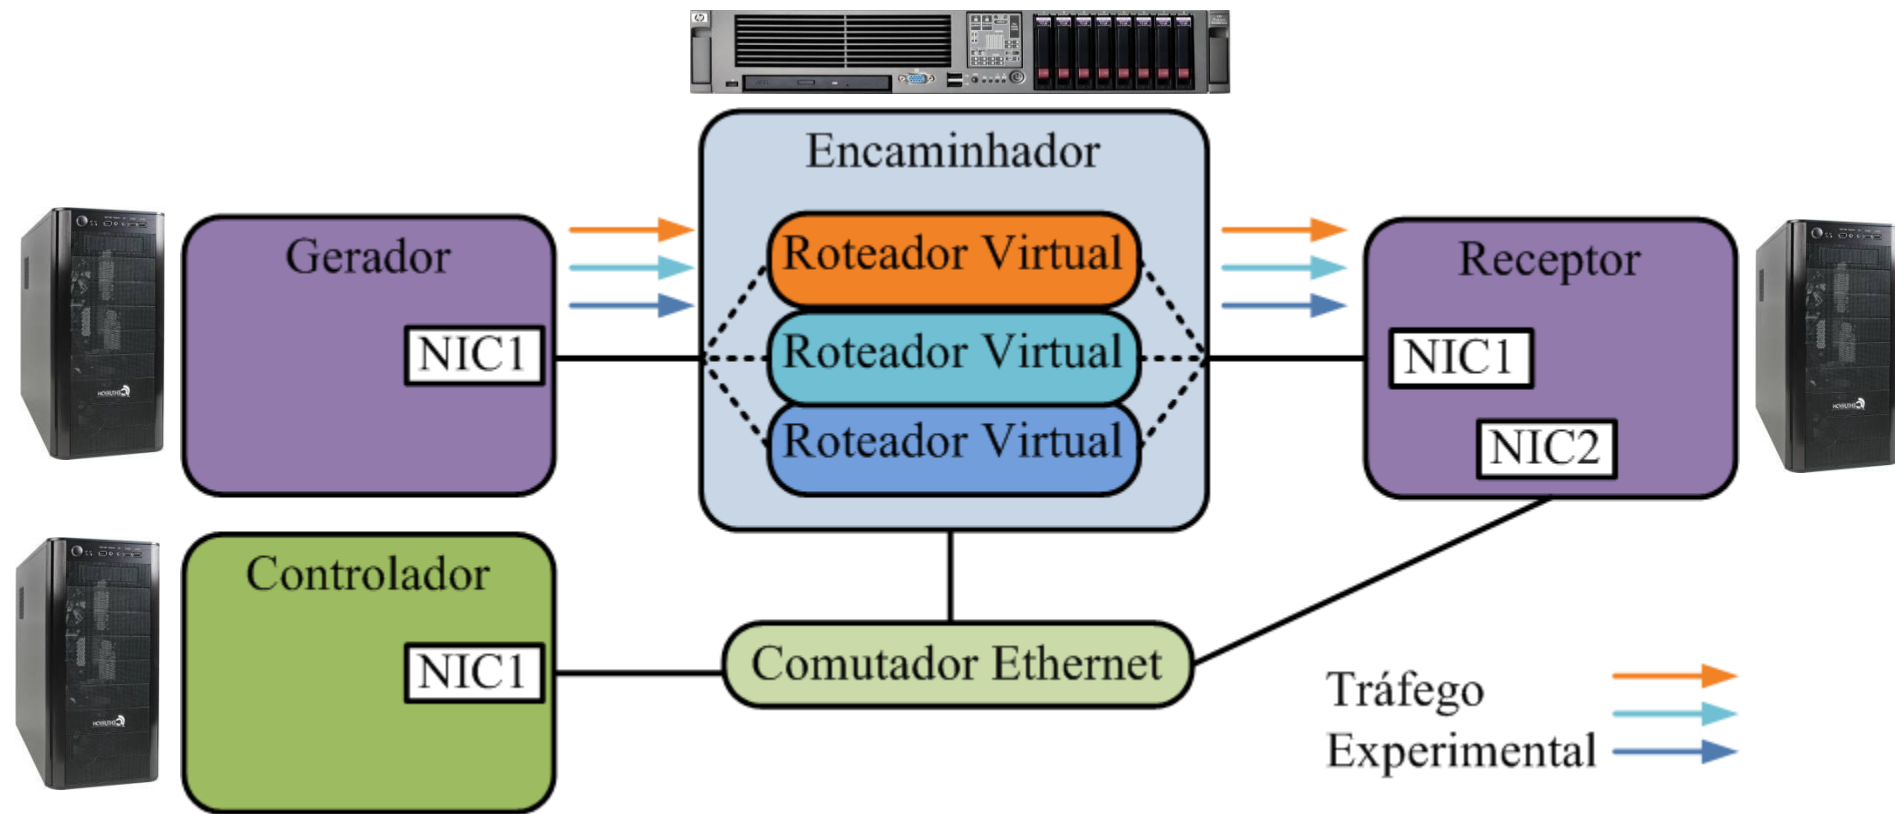 Encaminhador
Gerador
Roteador Virtual
Receptor
NIC1
Roteador Virtual
NIC1
Roteador Virtual
NIC2
Controlador
NIC1
Comutador Ethernet
Tráfego
Experimental